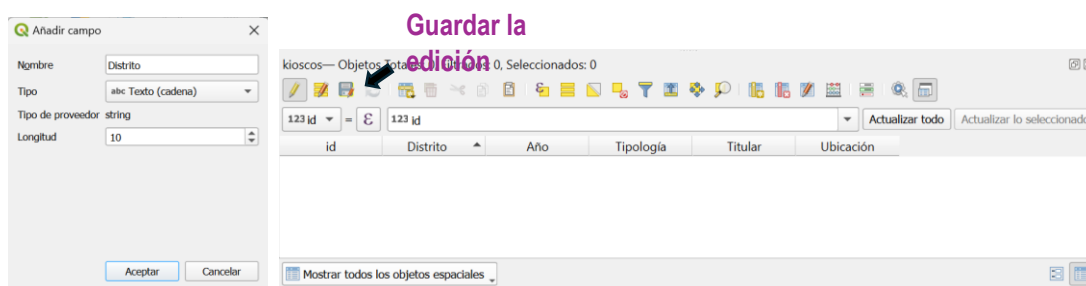 Guardar la
edición
Añadir campo
Nombre Distrito
Tipo abc Texto (cadena)
Tipo de proveedor string
Longitud 10
Aceptar Cancelar
kioscos— Objetos Totales: 0, Filtrados: 0, Seleccionados: 0
123 id = ε 123 id Actualizar todo Actualizar lo seleccionado
id Distrito Año Tipología Titular Ubicación
Mostrar todos los objetos espaciales